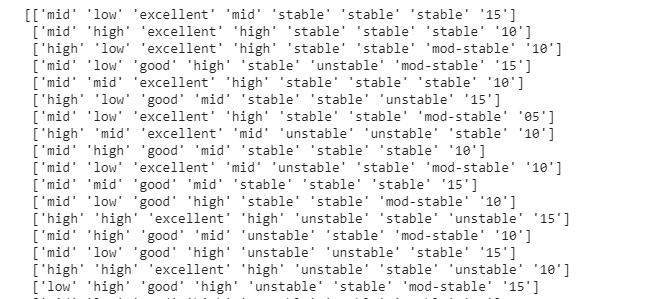 [['mid' 'low' 'excellent' 'mid' 'stable' 'stable' 'stable' '15']
['mid' 'high' 'excellent' 'high' 'stable' 'stable' 'stable' '10']
['high' 'low' 'excellent' 'high' 'stable' 'stable' 'mod-stable' '10']
['mid' 'low' 'good' 'high' 'stable' 'unstable' 'mod-stable' '15']
['mid' 'mid' 'excellent' 'high' 'stable' 'stable' 'stable' '10']
['high' 'low' 'good' 'mid' 'stable' 'stable' 'unstable' '15']
['mid' 'low' 'excellent' 'high' 'stable' 'stable' 'mod-stable' '05']
['high' 'mid' 'excellent' 'mid' 'unstable' 'unstable' 'stable' '10']
['mid' 'high' 'good' 'mid' 'stable' 'stable' 'stable' '10']
['mid' 'low' 'excellent' 'mid' 'unstable' 'stable' 'mod-stable' '10']
['mid' 'mid' 'good' 'mid' 'stable' 'stable' 'stable' '15']
['mid' 'low' 'good' 'high' 'stable' 'stable' 'mod-stable' '10']
['high' 'high' 'excellent' 'high' 'unstable' 'stable' 'unstable' '15']
['mid' 'high' 'good' 'mid' 'unstable' 'stable' 'mod-stable' '10']
['mid' 'low' 'good' 'high' 'unstable' 'unstable' 'stable' '15']
['high' 'high' 'excellent' 'high' 'unstable' 'stable' 'unstable' '10']
['low' 'high' 'good' 'high' 'unstable' 'stable' 'mod-stable' '15']